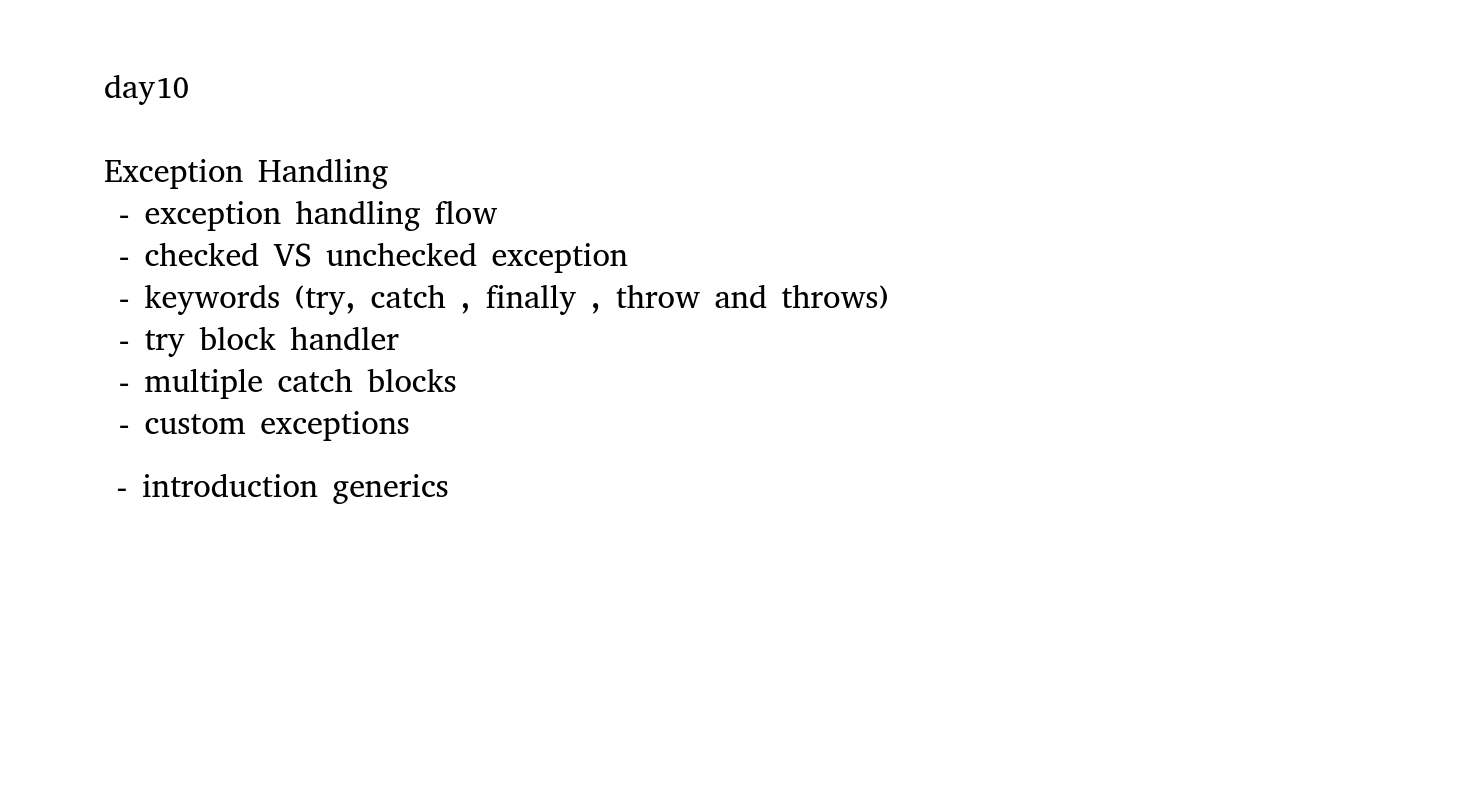 day10
Exception Handling
- exception handling flow
- checked VS unchecked exception
- keywords (try, catch , finally , throw and throws)
- try block handler
- multiple catch blocks
- custom exceptions
- introduction generics